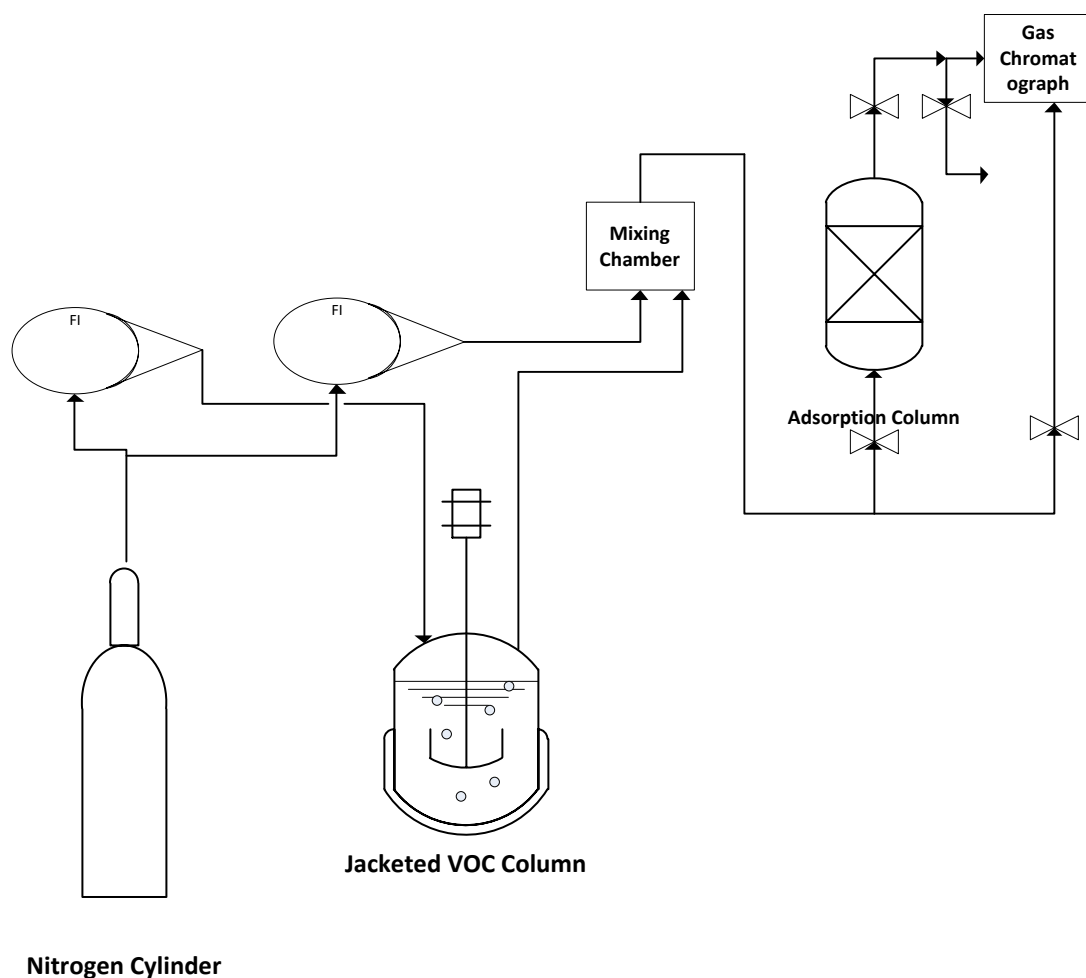 Gas
Chromat
ograph
Mixing
Chamber
FI
FI
Adsorption Column
Jacketed VOC Column
Nitrogen Cylinder